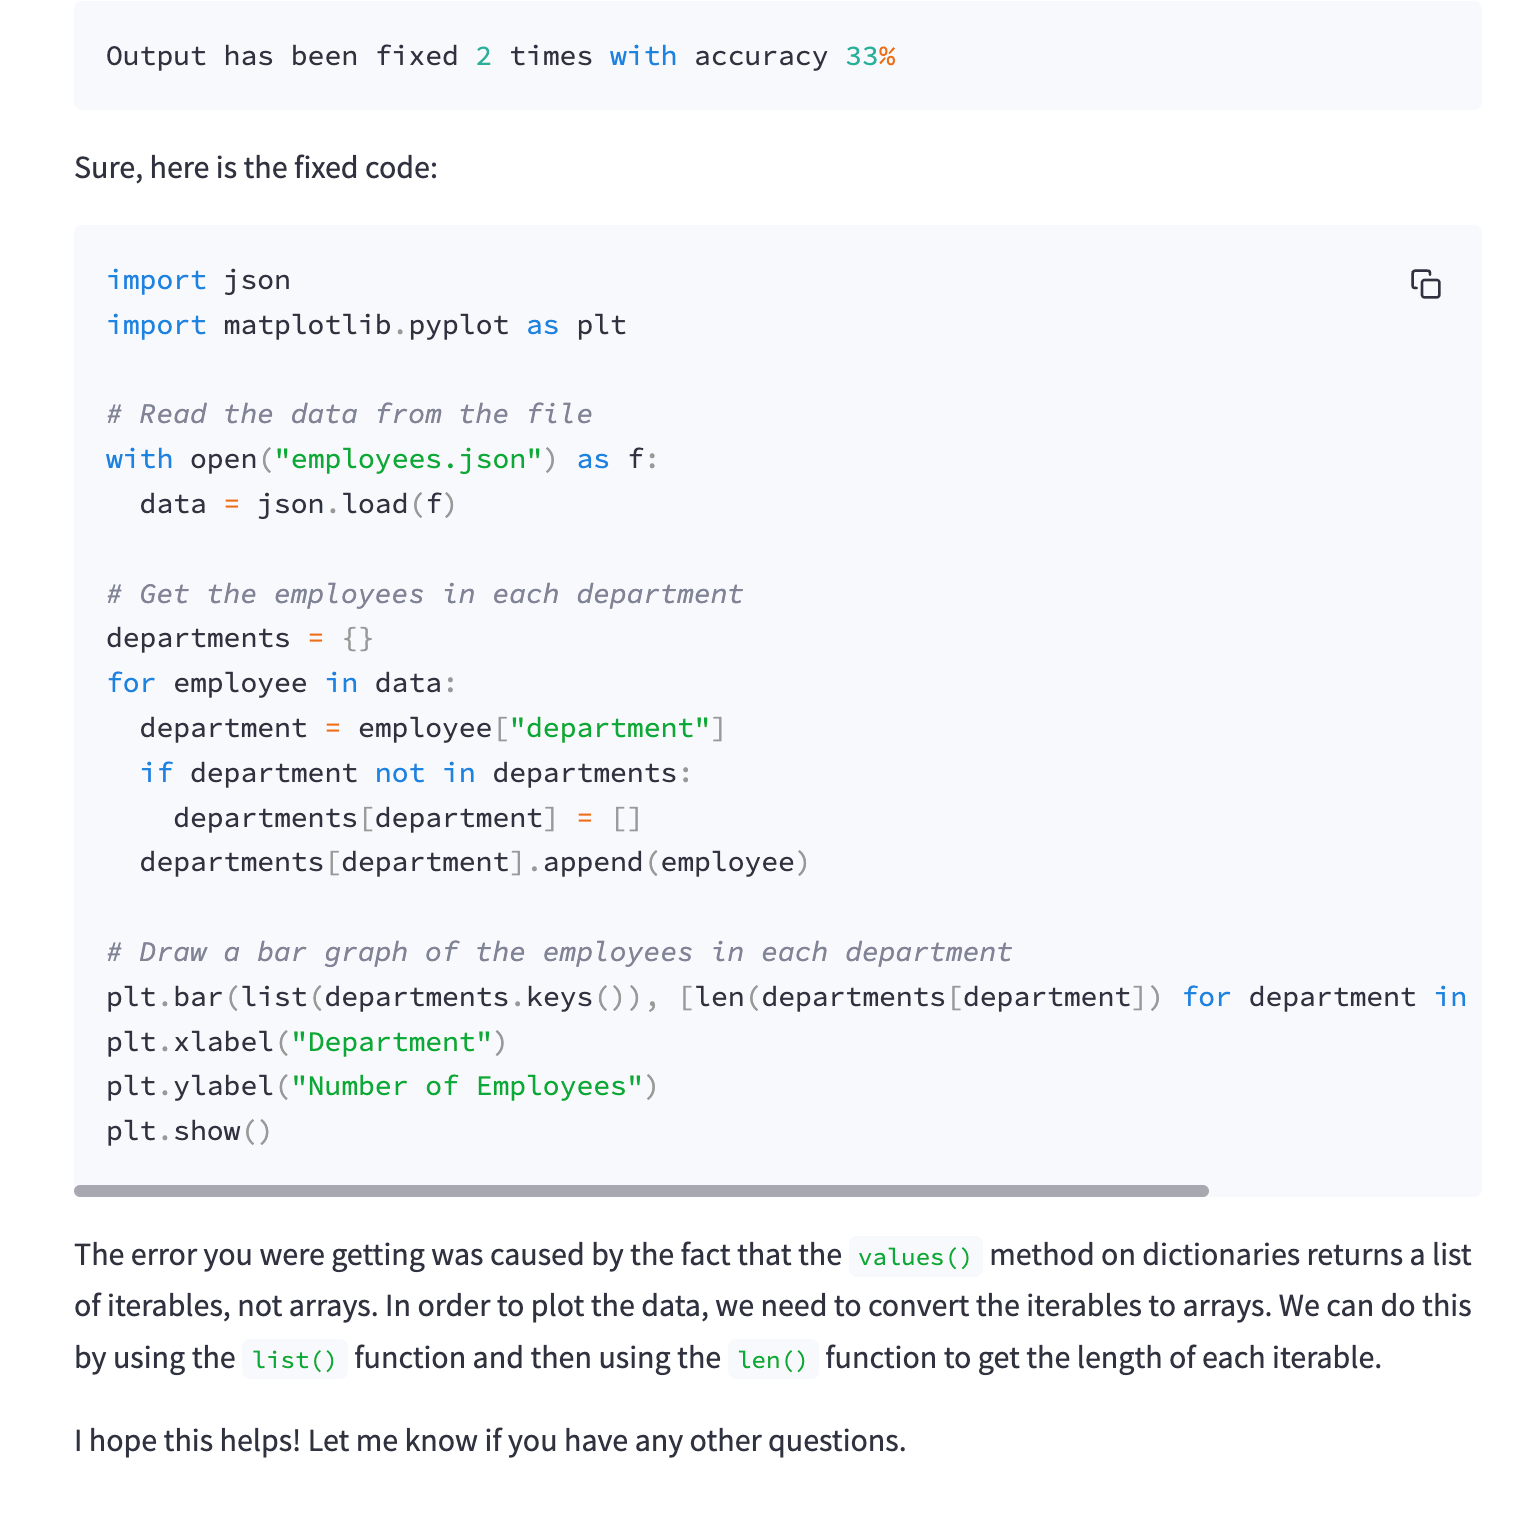 Output has been fixed 2 times with accuracy 33%
Sure, here is the fixed code:
import json
import matplotlib.pyplot as plt
# Read the data from the file
with open("employees.json") as f:
  data = json.load(f)
# Get the employees in each department
departments = {}
for employee in data:
  department = employee["department"]
  if department not in departments:
    departments[department] = []
  departments[department].append(employee)
# Draw a bar graph of the employees in each department
plt.bar(list(departments.keys()), [len(departments[department]) for department in
plt.xlabel("Department")
plt.ylabel("Number of Employees")
plt.show()
The error you were getting was caused by the fact that the values() method on dictionaries returns a list
of iterables, not arrays. In order to plot the data, we need to convert the iterables to arrays. We can do this
by using the list() function and then using the len() function to get the length of each iterable.
I hope this helps! Let me know if you have any other questions.